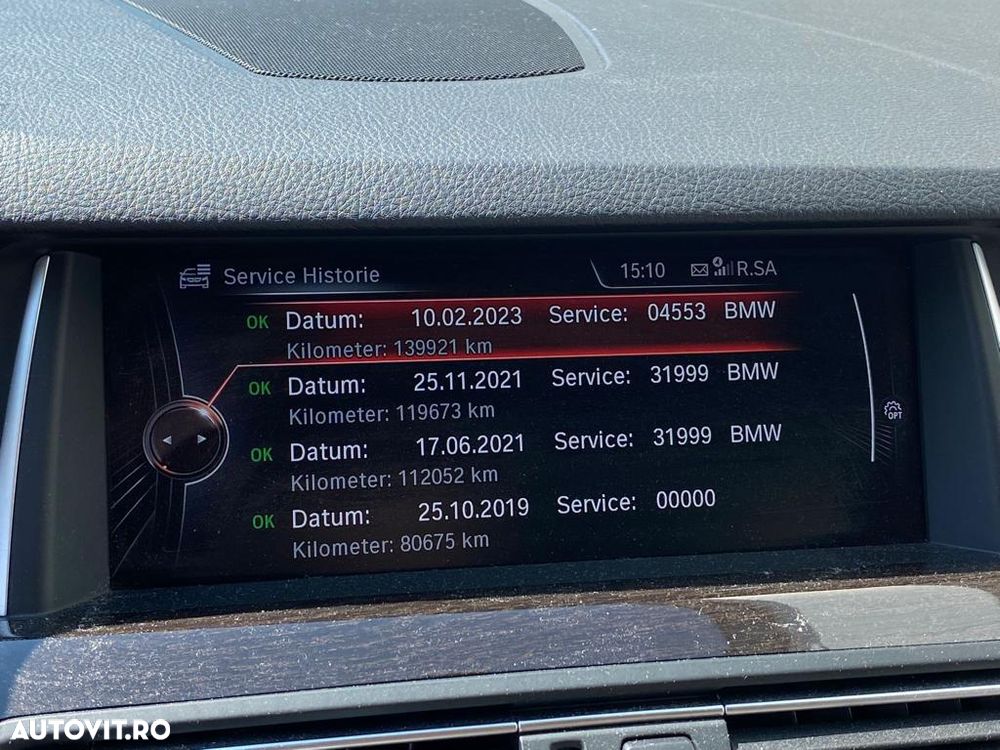 Service Historie 15:10 R.SA
OK Datum: 10.02.2023 Service: 04553 BMW
Kilometer: 139921 km
OK Datum: 25.11.2021 Service: 31999 BMW
Kilometer: 119673 km
OK Datum: 17.06.2021 Service: 31999 BMW
Kilometer: 112052 km
OK Datum: 25.10.2019 Service: 00000
Kilometer: 80675 km
OPT
AUTOVIT.RO